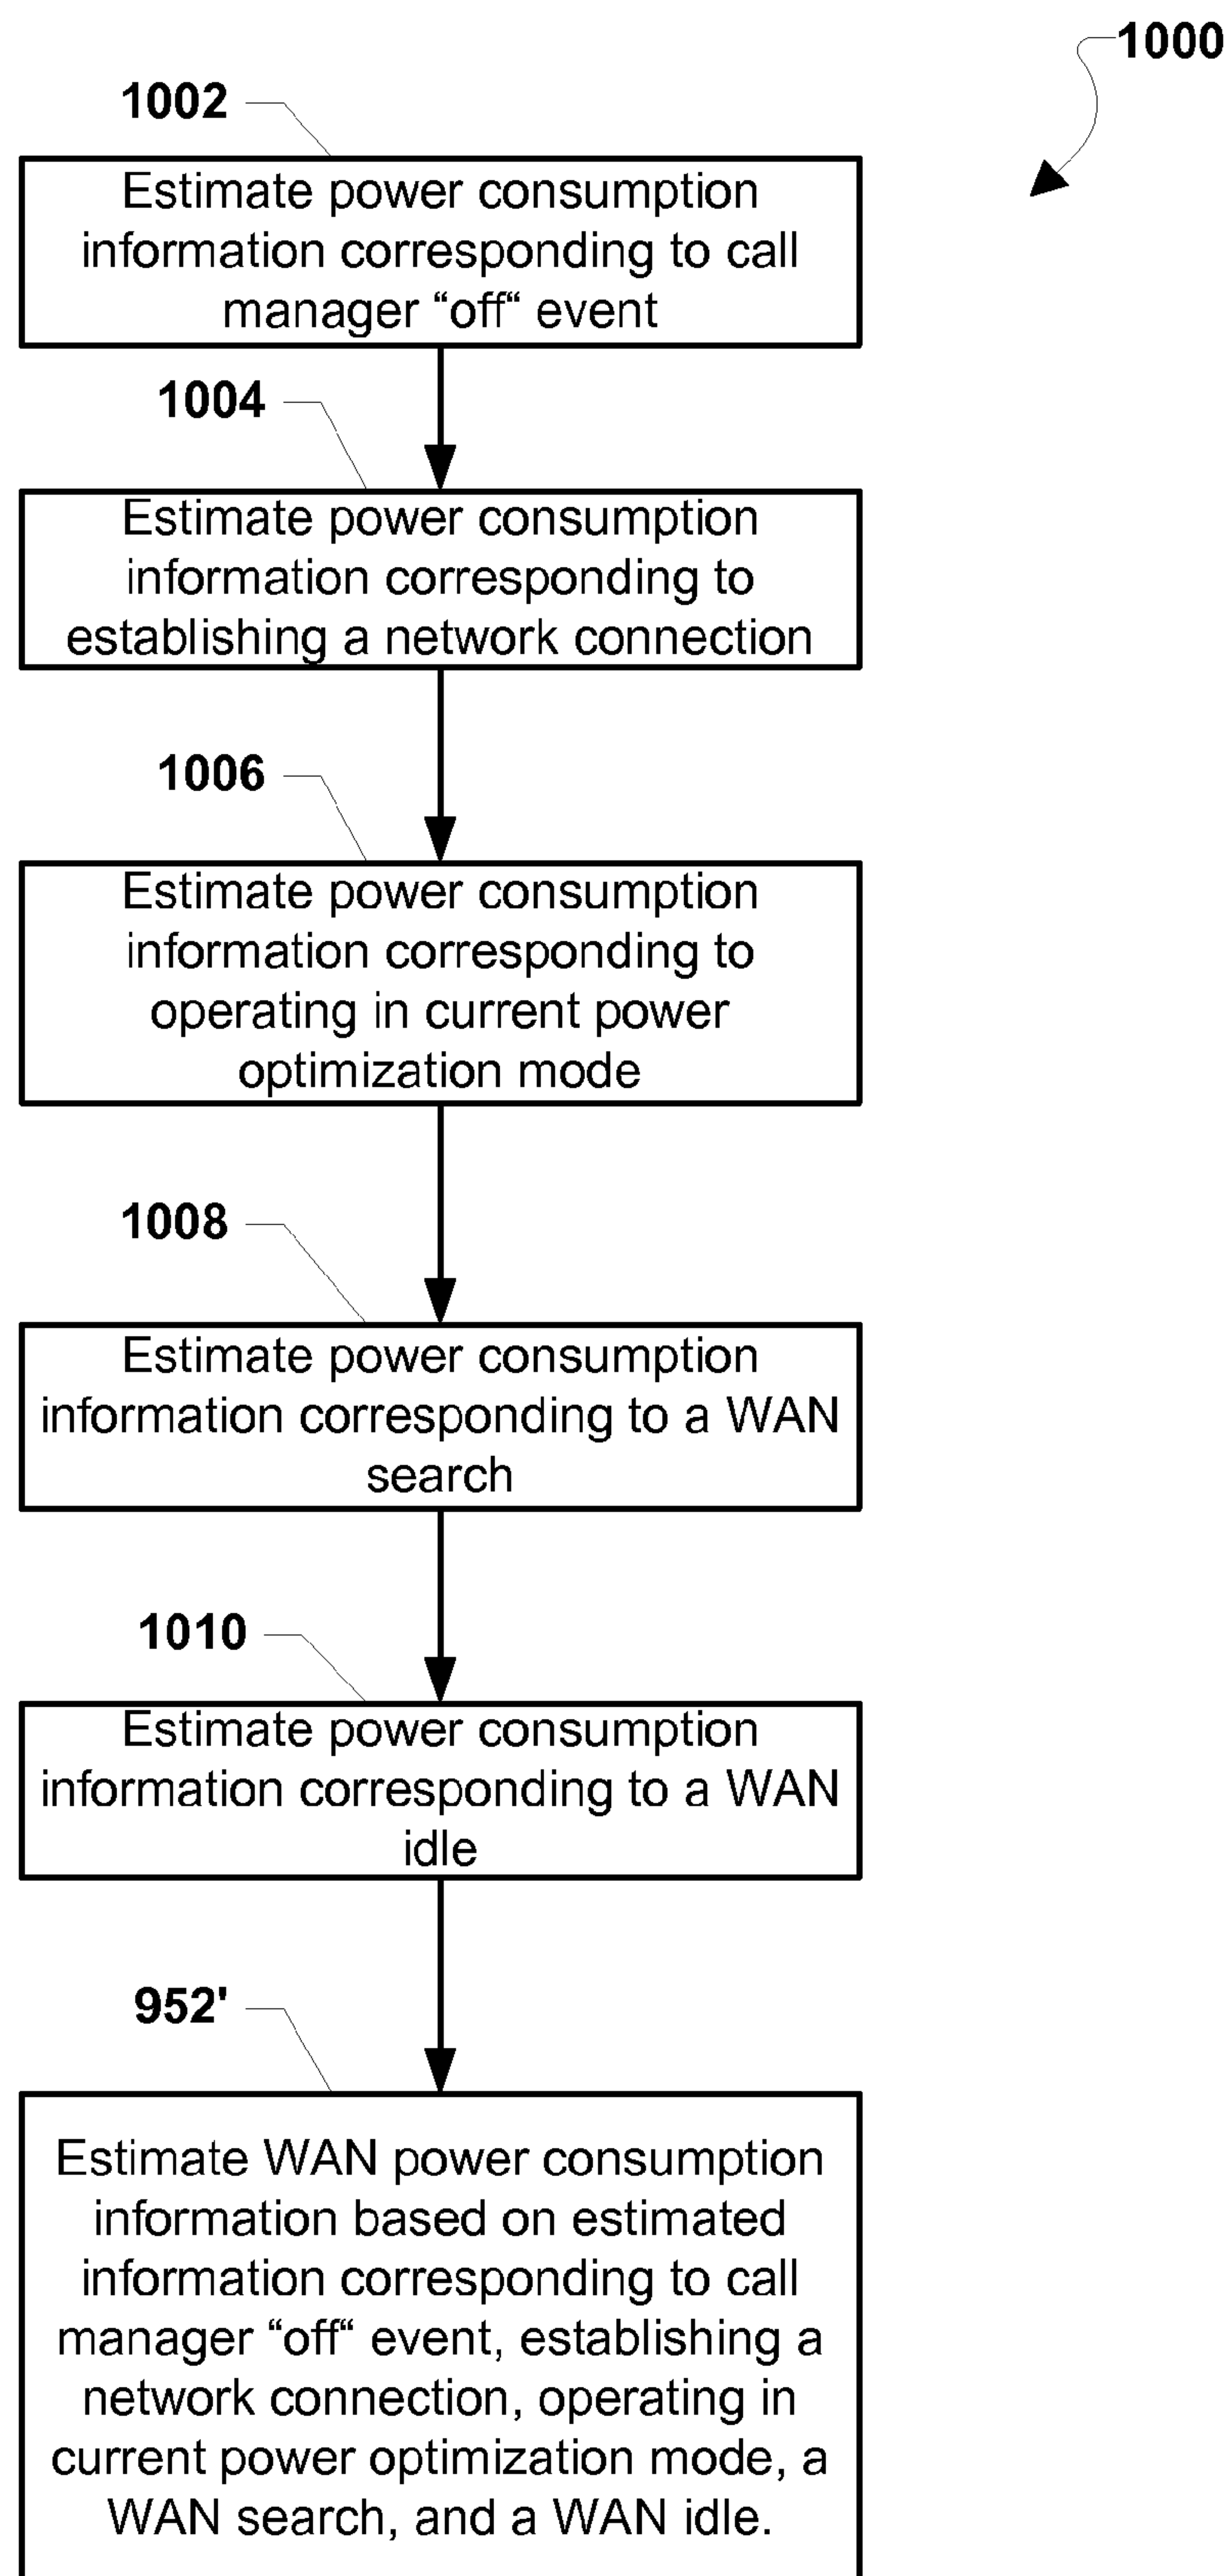 1000
1002
Estimate power consumption
information corresponding to call
manager “off“ event
1004
Estimate power consumption
information corresponding to
establishing a network connection
1006
Estimate power consumption
information corresponding to
operating in current power
optimization mode
1008
Estimate power consumption
information corresponding to a WAN
search
1010
Estimate power consumption
information corresponding to a WAN
idle
952'
Estimate WAN power consumption
information based on estimated
information corresponding to call
manager “off“ event, establishing a
network connection, operating in
current power optimization mode, a
WAN search, and a WAN idle.